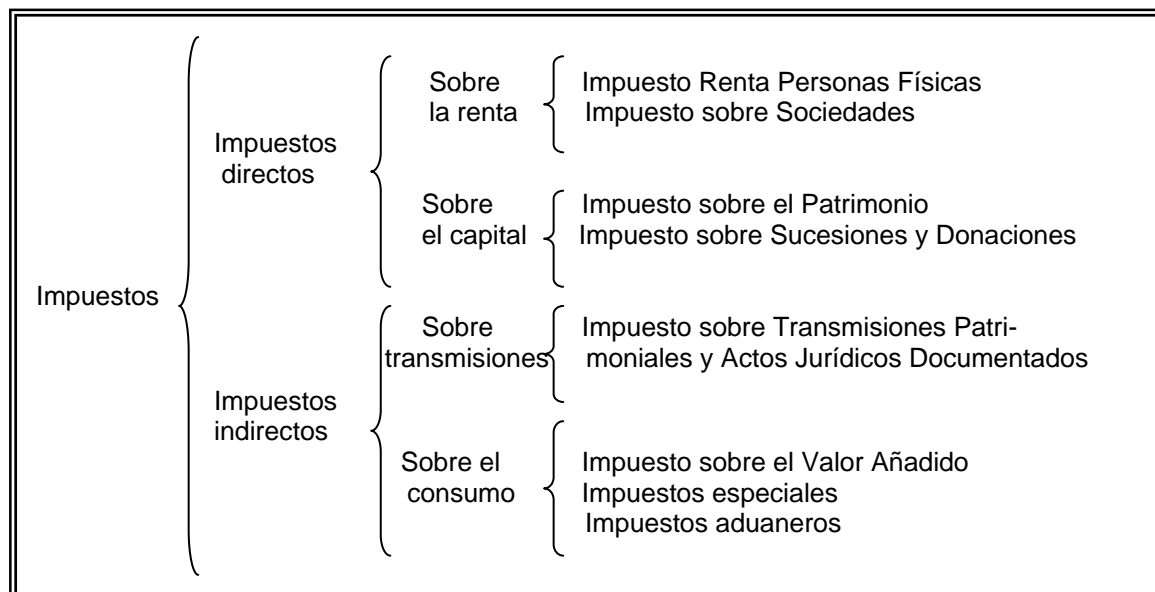 Impuestos
Impuestos
directos
Sobre
la renta
Impuesto Renta Personas Físicas
Impuesto sobre Sociedades
Sobre
el capital
Impuesto sobre el Patrimonio
Impuesto sobre Sucesiones y Donaciones
Impuestos
indirectos
Sobre
transmisiones
Impuesto sobre Transmisiones Patri-
moniales y Actos Jurídicos Documentados
Sobre el
consumo
Impuesto sobre el Valor Añadido
Impuestos especiales
Impuestos aduaneros